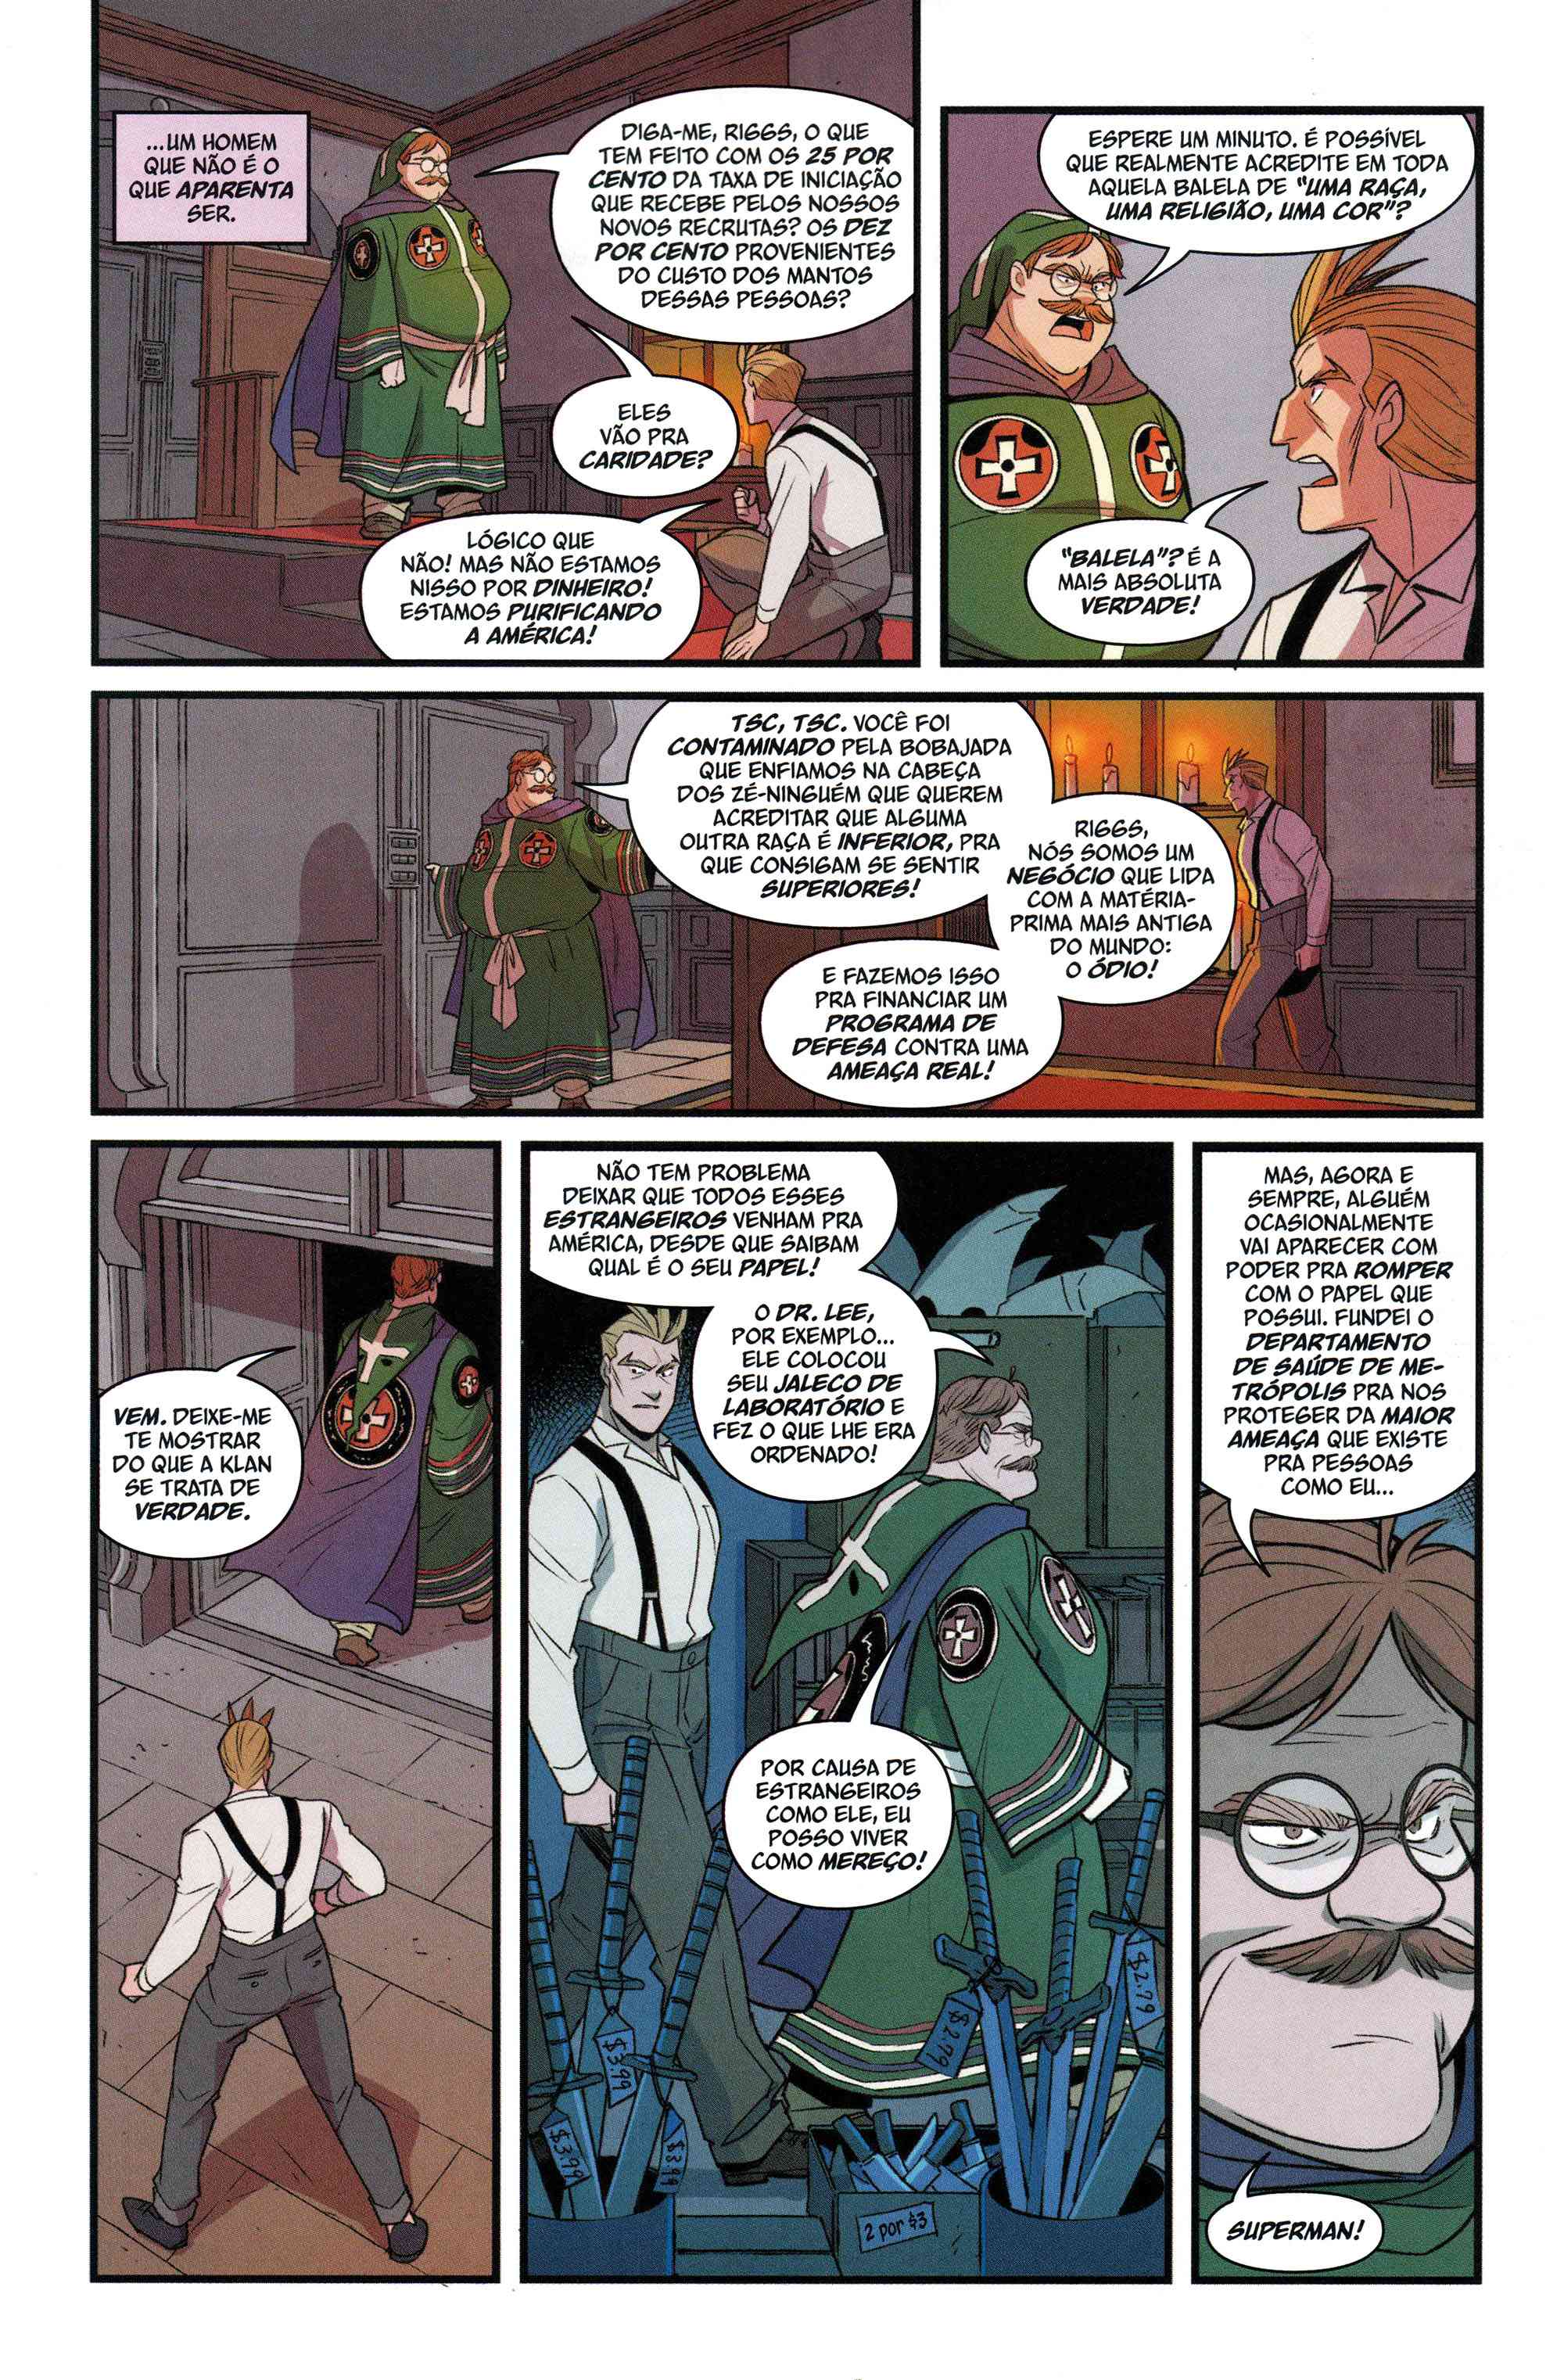 ...UM HOMEM
QUE NÃO É O
QUE APARENTA
SER.
DIGA-ME, RIGGS, O QUE
TEM FEITO COM OS 25 POR
CENTO DA TAXA DE INICIAÇÃO
QUE RECEBE PELOS NOSSOS
NOVOS RECRUTAS? OS DEZ
POR CENTO PROVENIENTES
DO CUSTO DOS MANTOS
DESSAS PESSOAS?
ELES
VÃO PRA
CARIDADE?
LÓGICO QUE
NÃO! MAS NÃO ESTAMOS
NISSO POR DINHEIRO!
ESTAMOS PURIFICANDO
A AMÉRICA!
ESPERE UM MINUTO. É POSSÍVEL
QUE REALMENTE ACREDITE EM TODA
AQUELA BALELA DE "UMA RAÇA,
UMA RELIGIÃO, UMA COR"?
"BALELA"? É A
MAIS ABSOLUTA
VERDADE!
TSC, TSC. VOCÊ FOI
CONTAMINADO PELA BOBAJADA
QUE ENFIAMOS NA CABEÇA
DOS ZÉ-NINGUÉM QUE QUEREM
ACREDITAR QUE ALGUMA
OUTRA RAÇA É INFERIOR, PRA
QUE CONSIGAM SE SENTIR
SUPERIORES!
RIGGS,
NÓS SOMOS UM
NEGÓCIO QUE LIDA
COM A MATÉRIA-
PRIMA MAIS ANTIGA
DO MUNDO:
O ÓDIO!
E FAZEMOS ISSO
PRA FINANCIAR UM
PROGRAMA DE
DEFESA CONTRA UMA
AMEAÇA REAL!
VEM. DEIXE-ME
TE MOSTRAR
DO QUE A KLAN
SE TRATA DE
VERDADE.
NÃO TEM PROBLEMA
DEIXAR QUE TODOS ESSES
ESTRANGEIROS VENHAM PRA
AMÉRICA, DESDE QUE SAIBAM
QUAL É O SEU PAPEL!
O DR. LEE,
POR EXEMPLO...
ELE COLOCOU
SEU JALECO DE
LABORATÓRIO E
FEZ O QUE LHE ERA
ORDENADO!
POR CAUSA DE
ESTRANGEIROS
COMO ELE, EU
POSSO VIVER
COMO MEREÇO!
$3.99
$3.99
$3.99
$2.79
$2.79
2 por $3
MAS, AGORA E
SEMPRE, ALGUÉM
OCASIONALMENTE
VAI APARECER COM
PODER PRA ROMPER
COM O PAPEL QUE
POSSUI. FUNDEI O
DEPARTAMENTO
DE SAÚDE DE ME-
TRÓPOLIS PRA NOS
PROTEGER DA MAIOR
AMEAÇA QUE EXISTE
PRA PESSOAS
COMO EU...
SUPERMAN!